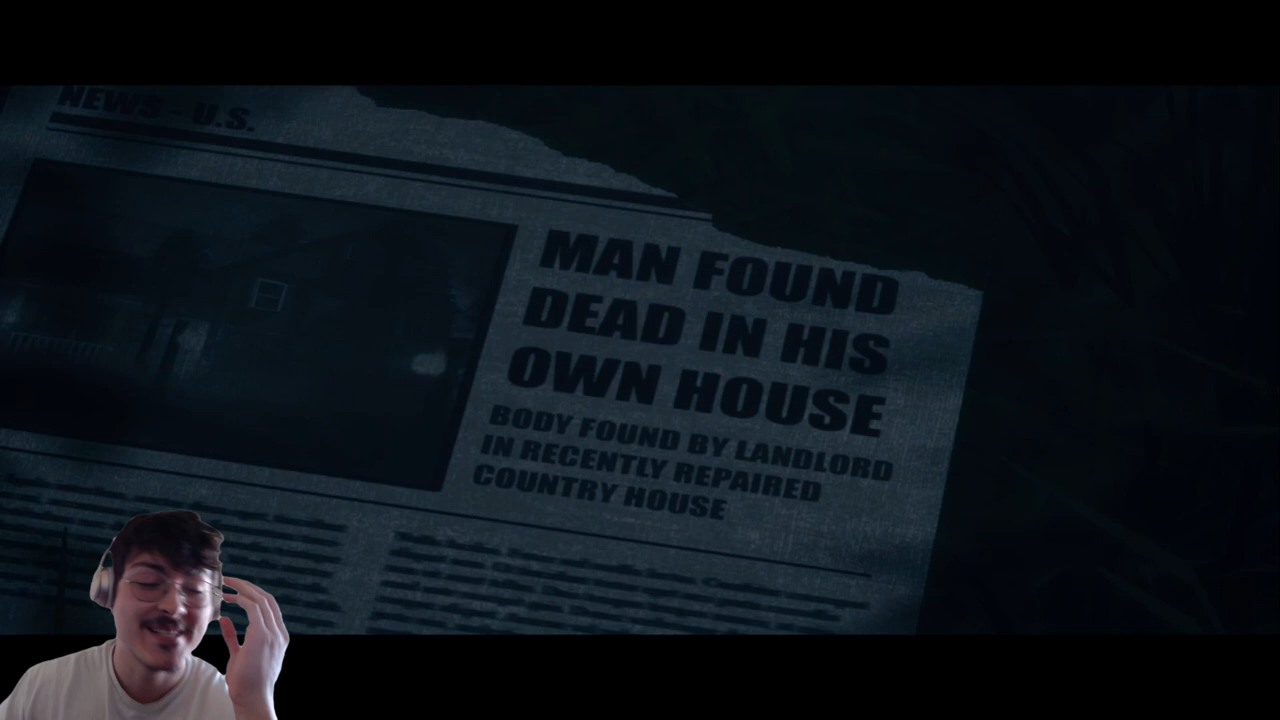 NEWS - U.S.
MAN FOUND
DEAD IN HIS
OWN HOUSE
BODY FOUND BY LANDLORD
IN RECENTLY REPAIRED
COUNTRY HOUSE